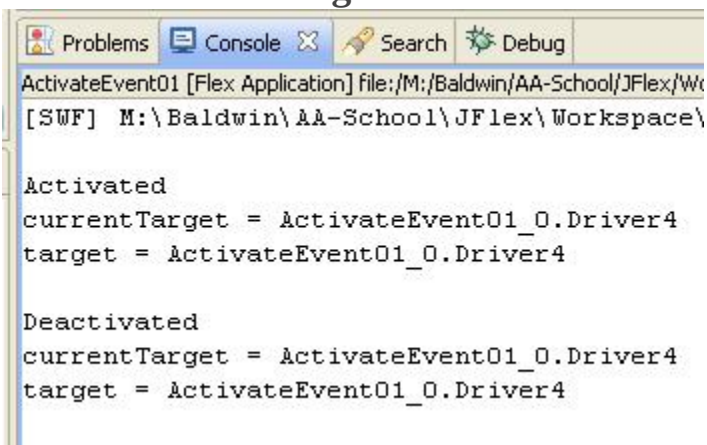 Problems Console Search Debug
ActivateEvent01 [Flex Application] file:/M:/Baldwin/AA-School/JFlex/Wo
[SWF] M:\Baldwin\AA-School\JFlex\Workspace\
Activated
currentTarget = ActivateEvent01_0.Driver4
target = ActivateEvent01_0.Driver4
Deactivated
currentTarget = ActivateEvent01_0.Driver4
target = ActivateEvent01_0.Driver4